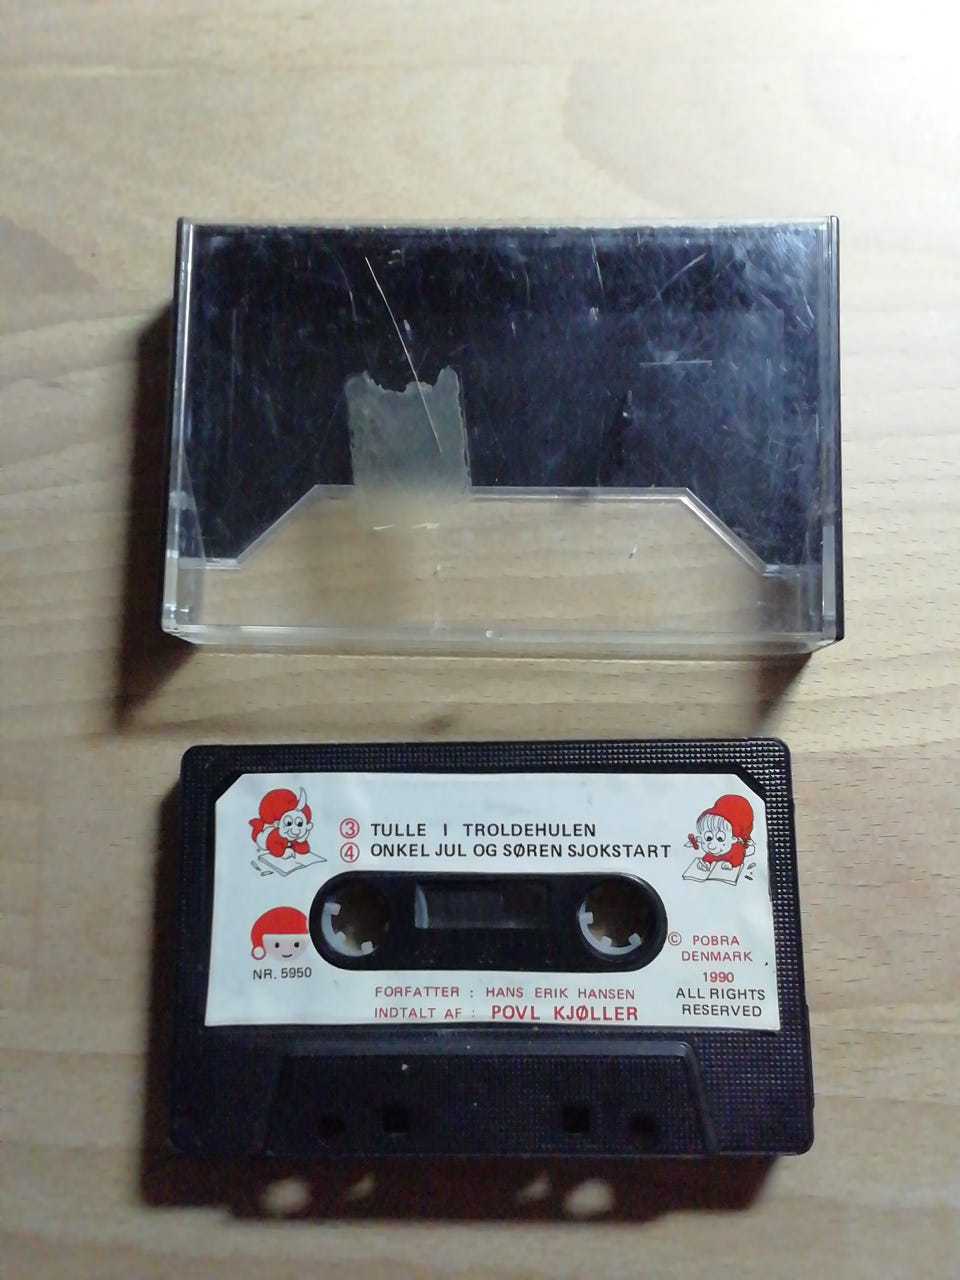 ③ TULLE I TROLDEHULEN
④ ONKEL JUL OG SØREN SJOKSTART
NR. 5950
© POBRA
DENMARK
1990
ALL RIGHTS
RESERVED
FORFATTER : HANS ERIK HANSEN
INDTALT AF : POVL KJØLLER